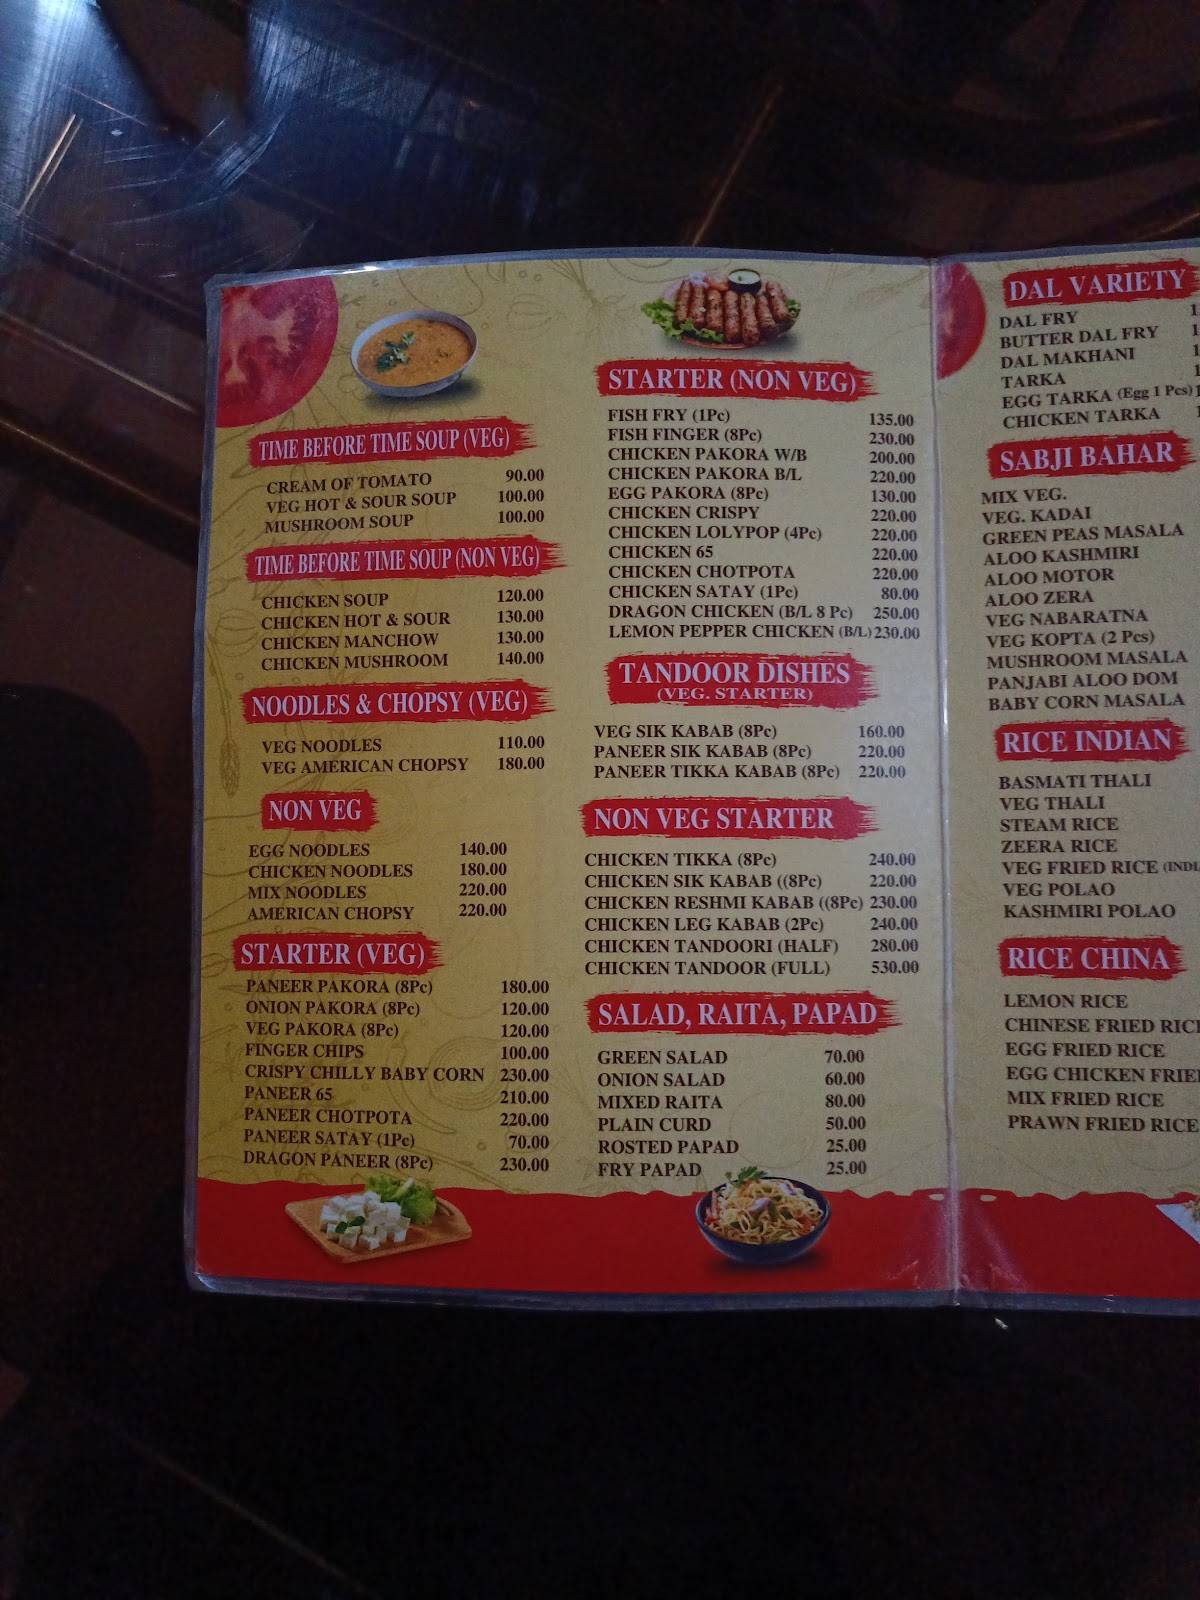 TIME BEFORE TIME SOUP (VEG)
CREAM OF TOMATO 90.00
VEG HOT & SOUR SOUP 100.00
MUSHROOM SOUP 100.00
TIME BEFORE TIME SOUP (NON VEG)
CHICKEN SOUP 120.00
CHICKEN HOT & SOUR 130.00
CHICKEN MANCHOW 130.00
CHICKEN MUSHROOM 140.00
NOODLES & CHOPSY (VEG)
VEG NOODLES 110.00
VEG AMERICAN CHOPSY 180.00
NON VEG
EGG NOODLES 140.00
CHICKEN NOODLES 180.00
MIX NOODLES 220.00
AMERICAN CHOPSY 220.00
STARTER (VEG)
PANEER PAKORA (8Pc) 180.00
ONION PAKORA (8Pc) 120.00
VEG PAKORA (8Pc) 120.00
FINGER CHIPS 100.00
CRISPY CHILLY BABY CORN 230.00
PANEER 65 210.00
PANEER CHOTPOTA 220.00
PANEER SATAY (1Pc) 70.00
DRAGON PANEER (8Pc) 230.00
STARTER (NON VEG)
FISH FRY (1Pc) 135.00
FISH FINGER (8Pc) 230.00
CHICKEN PAKORA W/B 200.00
CHICKEN PAKORA B/L 220.00
EGG PAKORA (8Pc) 130.00
CHICKEN CRISPY 220.00
CHICKEN LOLYPOP (4Pc) 220.00
CHICKEN 65 220.00
CHICKEN CHOTPOTA 220.00
CHICKEN SATAY (1Pc) 80.00
DRAGON CHICKEN (B/L 8 Pc) 250.00
LEMON PEPPER CHICKEN (B/L) 230.00
TANDOOR DISHES
(VEG. STARTER)
VEG SIK KABAB (8Pc) 160.00
PANEER SIK KABAB (8Pc) 220.00
PANEER TIKKA KABAB (8Pc) 220.00
NON VEG STARTER
CHICKEN TIKKA (8Pc) 240.00
CHICKEN SIK KABAB ((8Pc) 220.00
CHICKEN RESHMI KABAB ((8Pc) 230.00
CHICKEN LEG KABAB (2Pc) 240.00
CHICKEN TANDOORI (HALF) 280.00
CHICKEN TANDOOR (FULL) 530.00
SALAD, RAITA, PAPAD
GREEN SALAD 70.00
ONION SALAD 60.00
MIXED RAITA 80.00
PLAIN CURD 50.00
ROSTED PAPAD 25.00
FRY PAPAD 25.00
DAL VARIETY
DAL FRY
BUTTER DAL FRY
DAL MAKHANI
TARKA
EGG TARKA (Egg 1 Pcs)
CHICKEN TARKA
SABJI BAHAR
MIX VEG.
VEG. KADAI
GREEN PEAS MASALA
ALOO KASHMIRI
ALOO MOTOR
ALOO ZERA
VEG NABARATNA
VEG KOPTA (2 Pcs)
MUSHROOM MASALA
PANJABI ALOO DOM
BABY CORN MASALA
RICE INDIAN
BASMATI THALI
VEG THALI
STEAM RICE
ZEERA RICE
VEG FRIED RICE
VEG POLAO
KASHMIRI POLAO
RICE CHINA
LEMON RICE
CHINESE FRIED RICE
EGG FRIED RICE
EGG CHICKEN
MIX FRIED RICE
PRAWN FRIED RICE